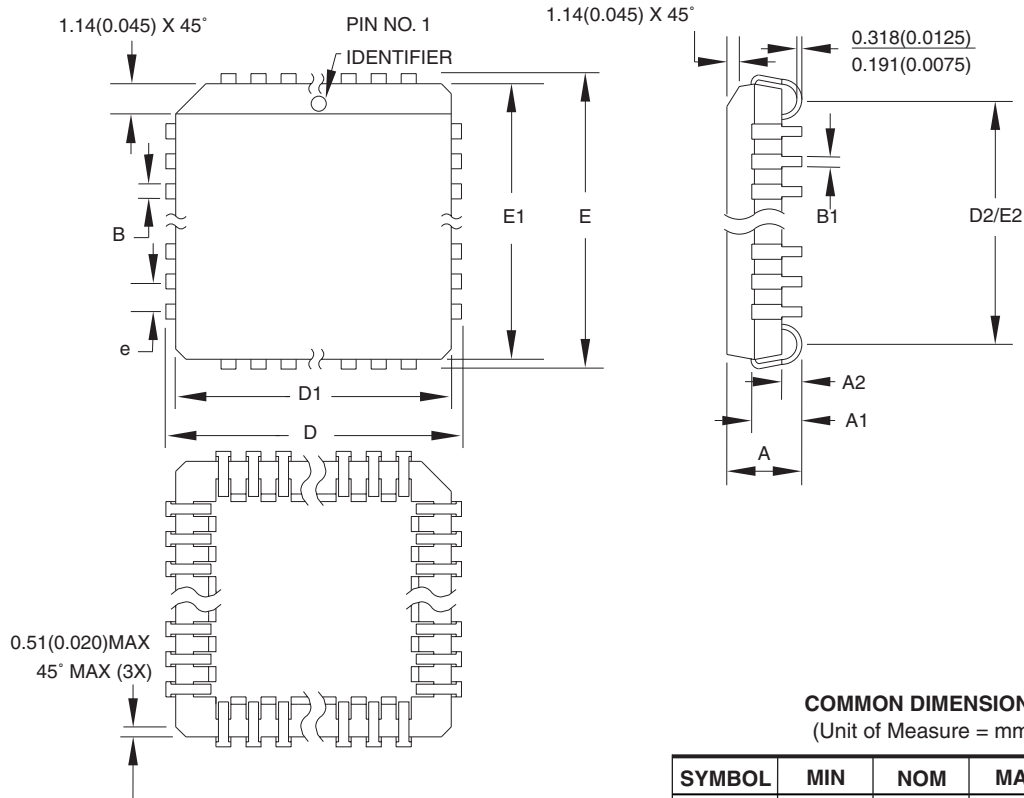 1.14(0.045) X 45˚
PIN NO. 1
IDENTIFIER
1.14(0.045) X 45˚
0.318(0.0125)
0.191(0.0075)
B
e
E1
E
B1
D2/E2
A2
A1
A
D1
D
0.51(0.020)MAX
45˚ MAX (3X)
COMMON DIMENSION
(Unit of Measure = mm
SYMBOL MIN NOM MA